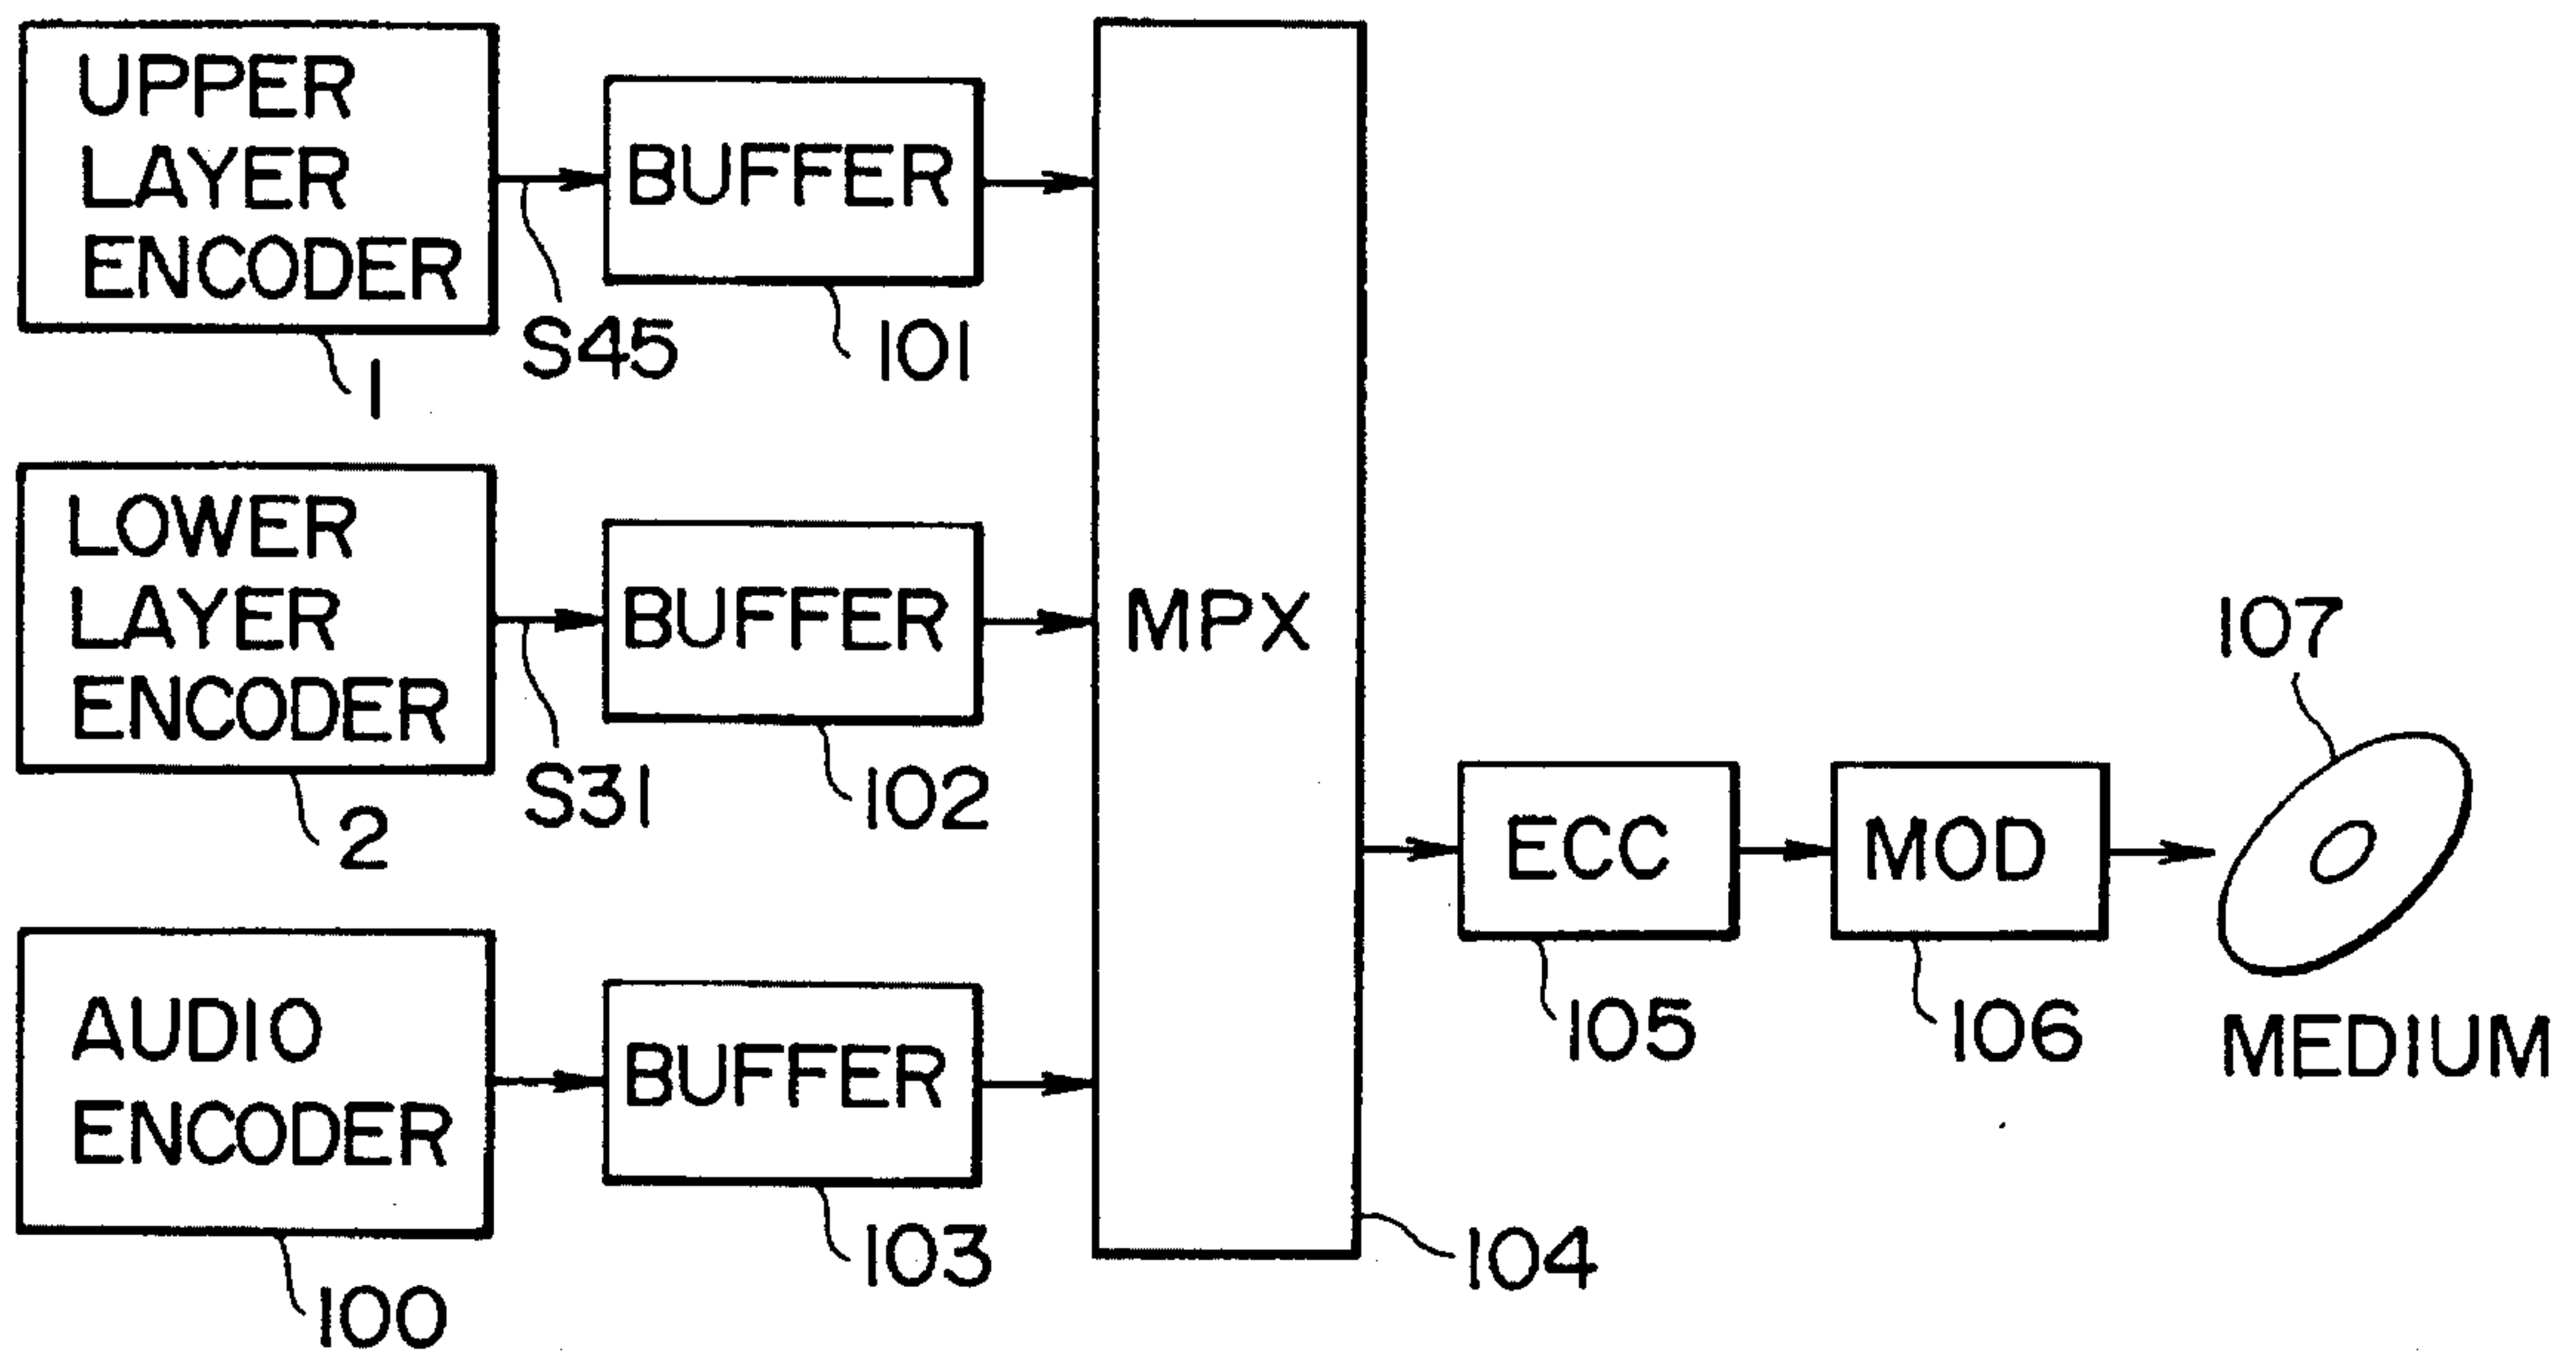 UPPER
LAYER
ENCODER
1
S45
BUFFER
101
LOWER
LAYER
ENCODER
2
S31
BUFFER
102
AUDIO
ENCODER
100
BUFFER
103
MPX
104
ECC
105
MOD
106
107
MEDIUM